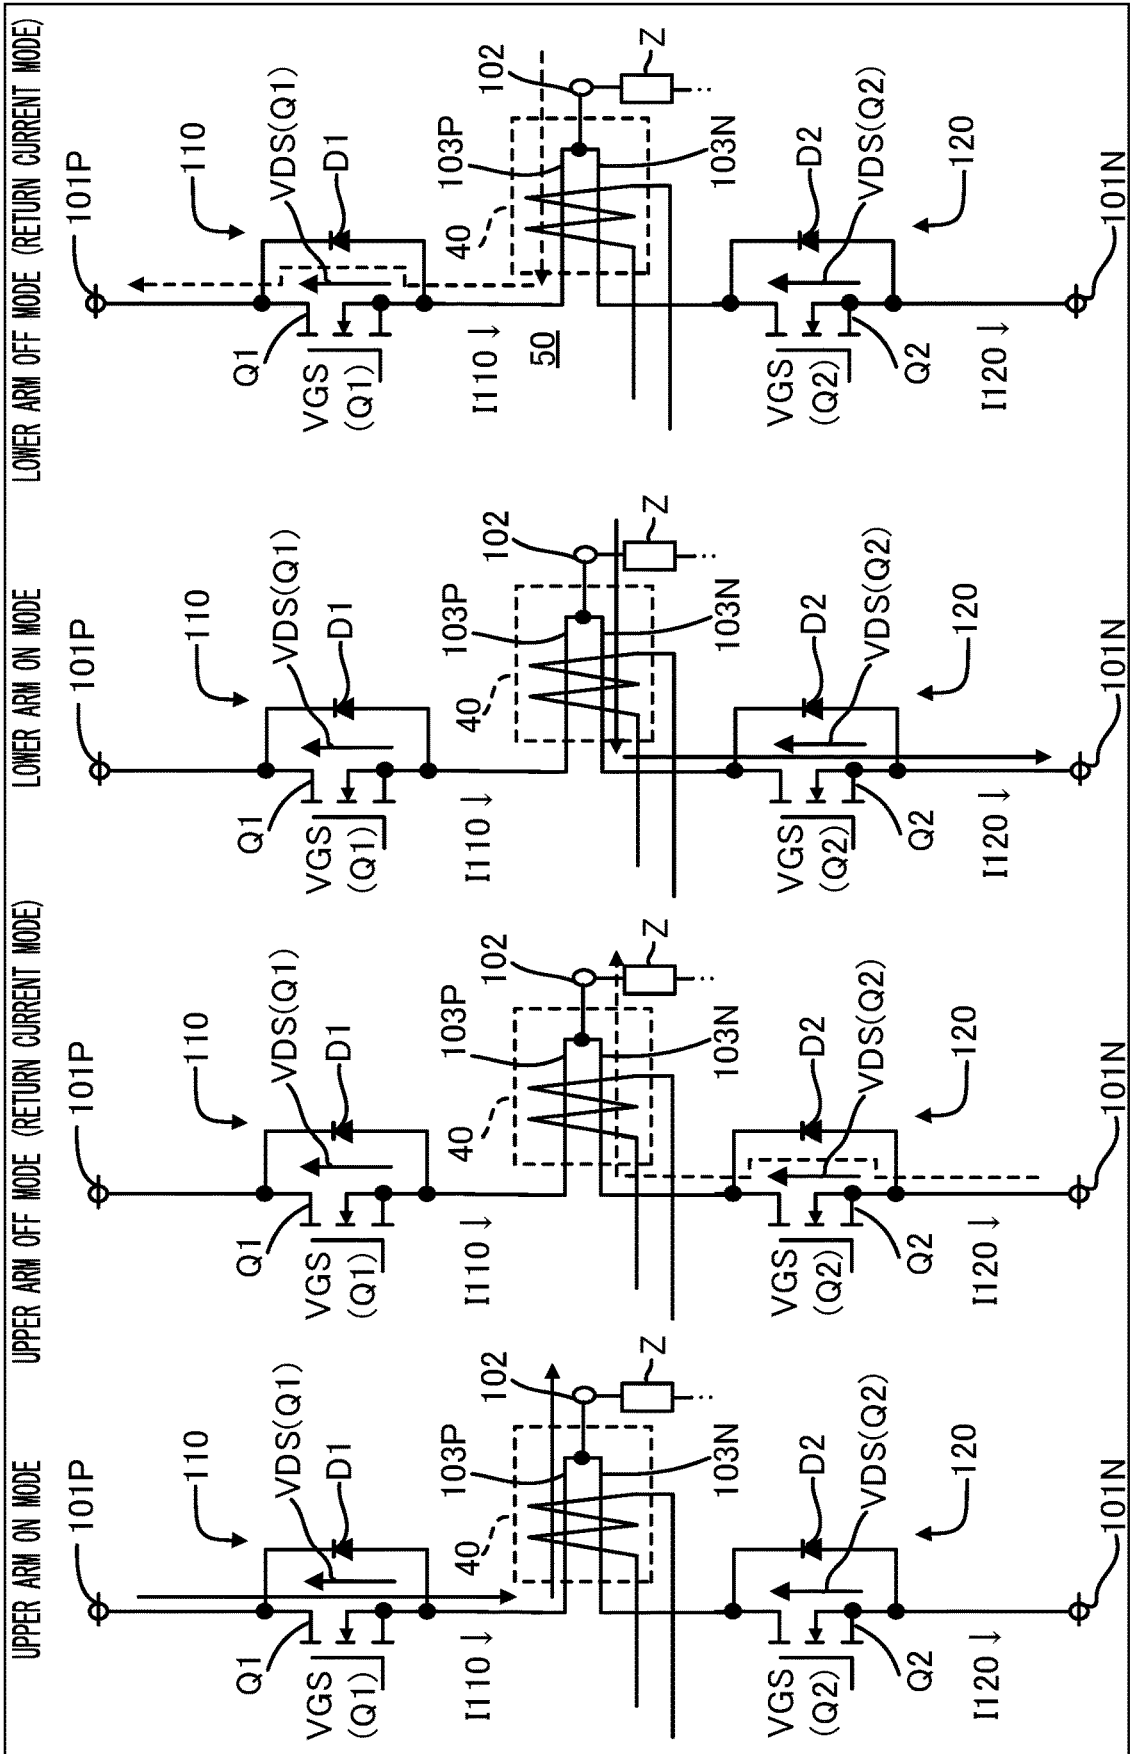 UPPER ARM ON MODE
101P
110
VDS(Q1)
D1
Q1
VGS
(Q1)
I110↓
40
103P
102
Z
103N
D2
VDS(Q2)
120
VGS
(Q2)
Q2
I120↓
101N
UPPER ARM OFF MODE (RETURN CURRENT MODE)
101P
110
VDS(Q1)
D1
Q1
VGS
(Q1)
I110↓
40
103P
102
Z
103N
D2
VDS(Q2)
120
VGS
(Q2)
Q2
I120↓
101N
LOWER ARM ON MODE
101P
110
VDS(Q1)
D1
Q1
VGS
(Q1)
I110↓
40
103P
102
Z
103N
D2
VDS(Q2)
120
VGS
(Q2)
Q2
I120↓
101N
LOWER ARM OFF MODE (RETURN CURRENT MODE)
101P
110
VDS(Q1)
D1
Q1
VGS
(Q1)
I110↓
50
40
103P
102
Z
103N
D2
VDS(Q2)
120
VGS
(Q2)
Q2
I120↓
101N